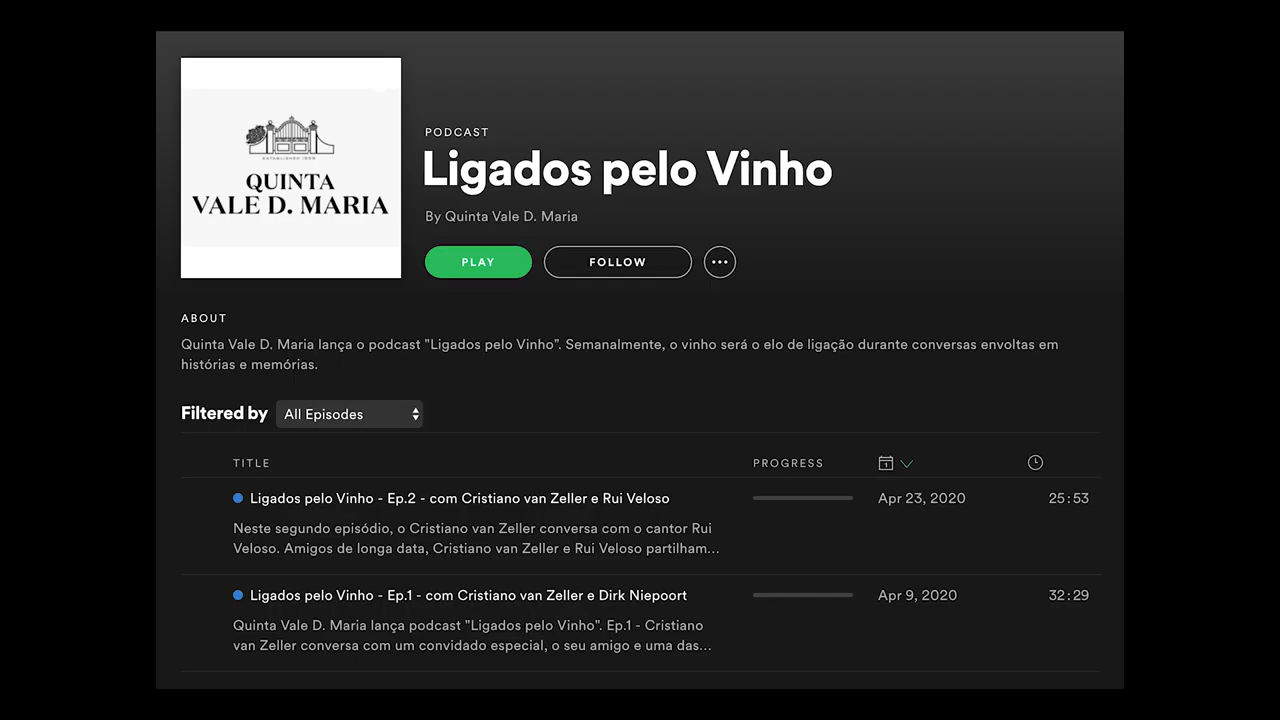 QUINTA
VALE D. MARIA
PODCAST
Ligados pelo Vinho
By Quinta Vale D. Maria
PLAY
FOLLOW
ABOUT
Quinta Vale D. Maria lança o podcast "Ligados pelo Vinho". Semanalmente, o vinho será o elo de ligação durante conversas envoltas em
histórias e memórias.
Filtered by
All Episodes
TITLE
PROGRESS
Ligados pelo Vinho - Ep.2 - com Cristiano van Zeller e Rui Veloso
Apr 23, 2020
25:53
Neste segundo episódio, o Cristiano van Zeller conversa com o cantor Rui
Veloso. Amigos de longa data, Cristiano van Zeller e Rui Veloso partilham...
Ligados pelo Vinho - Ep.1 - com Cristiano van Zeller e Dirk Niepoort
Apr 9, 2020
32:29
Quinta Vale D. Maria lança podcast "Ligados pelo Vinho". Ep.1 - Cristiano
van Zeller conversa com um convidado especial, o seu amigo e uma das...